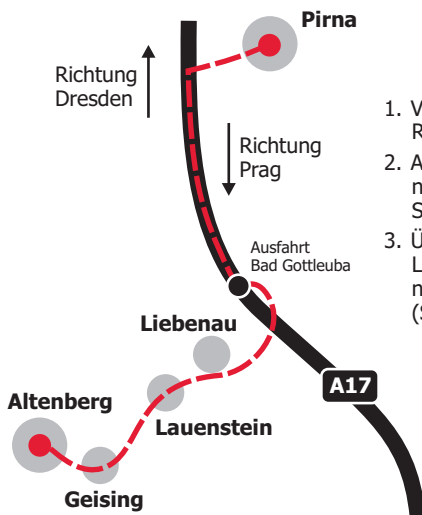 Pirna
Richtung
Dresden
Richtung
Prag
Ausfahrt
Bad Gottleuba
Liebenau
A17
Altenberg
Lauenstein
Geising
1. V
R
2. A
n
S
3. Ü
L
n
(S